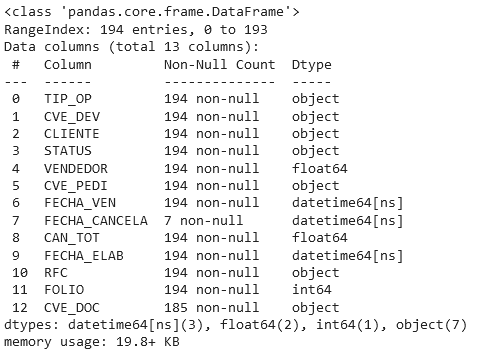 <class 'pandas.core.frame.DataFrame'>
RangeIndex: 194 entries, 0 to 193
Data columns (total 13 columns):
 #   Column        Non-Null Count  Dtype
---  ------        --------------  -----
 0   TIP_OP        194 non-null    object
 1   CVE_DEV       194 non-null    object
 2   CLIENTE       194 non-null    object
 3   STATUS        194 non-null    object
 4   VENDEDOR      194 non-null    float64
 5   CVE_PEDI      194 non-null    object
 6   FECHA_VEN     194 non-null    datetime64[ns]
 7   FECHA_CANCELA 7 non-null      datetime64[ns]
 8   CAN_TOT       194 non-null    float64
 9   FECHA_ELAB    194 non-null    datetime64[ns]
 10  RFC           194 non-null    object
 11  FOLIO         194 non-null    int64
 12  CVE_DOC       185 non-null    object
dtypes: datetime64[ns](3), float64(2), int64(1), object(7)
memory usage: 19.8+ KB